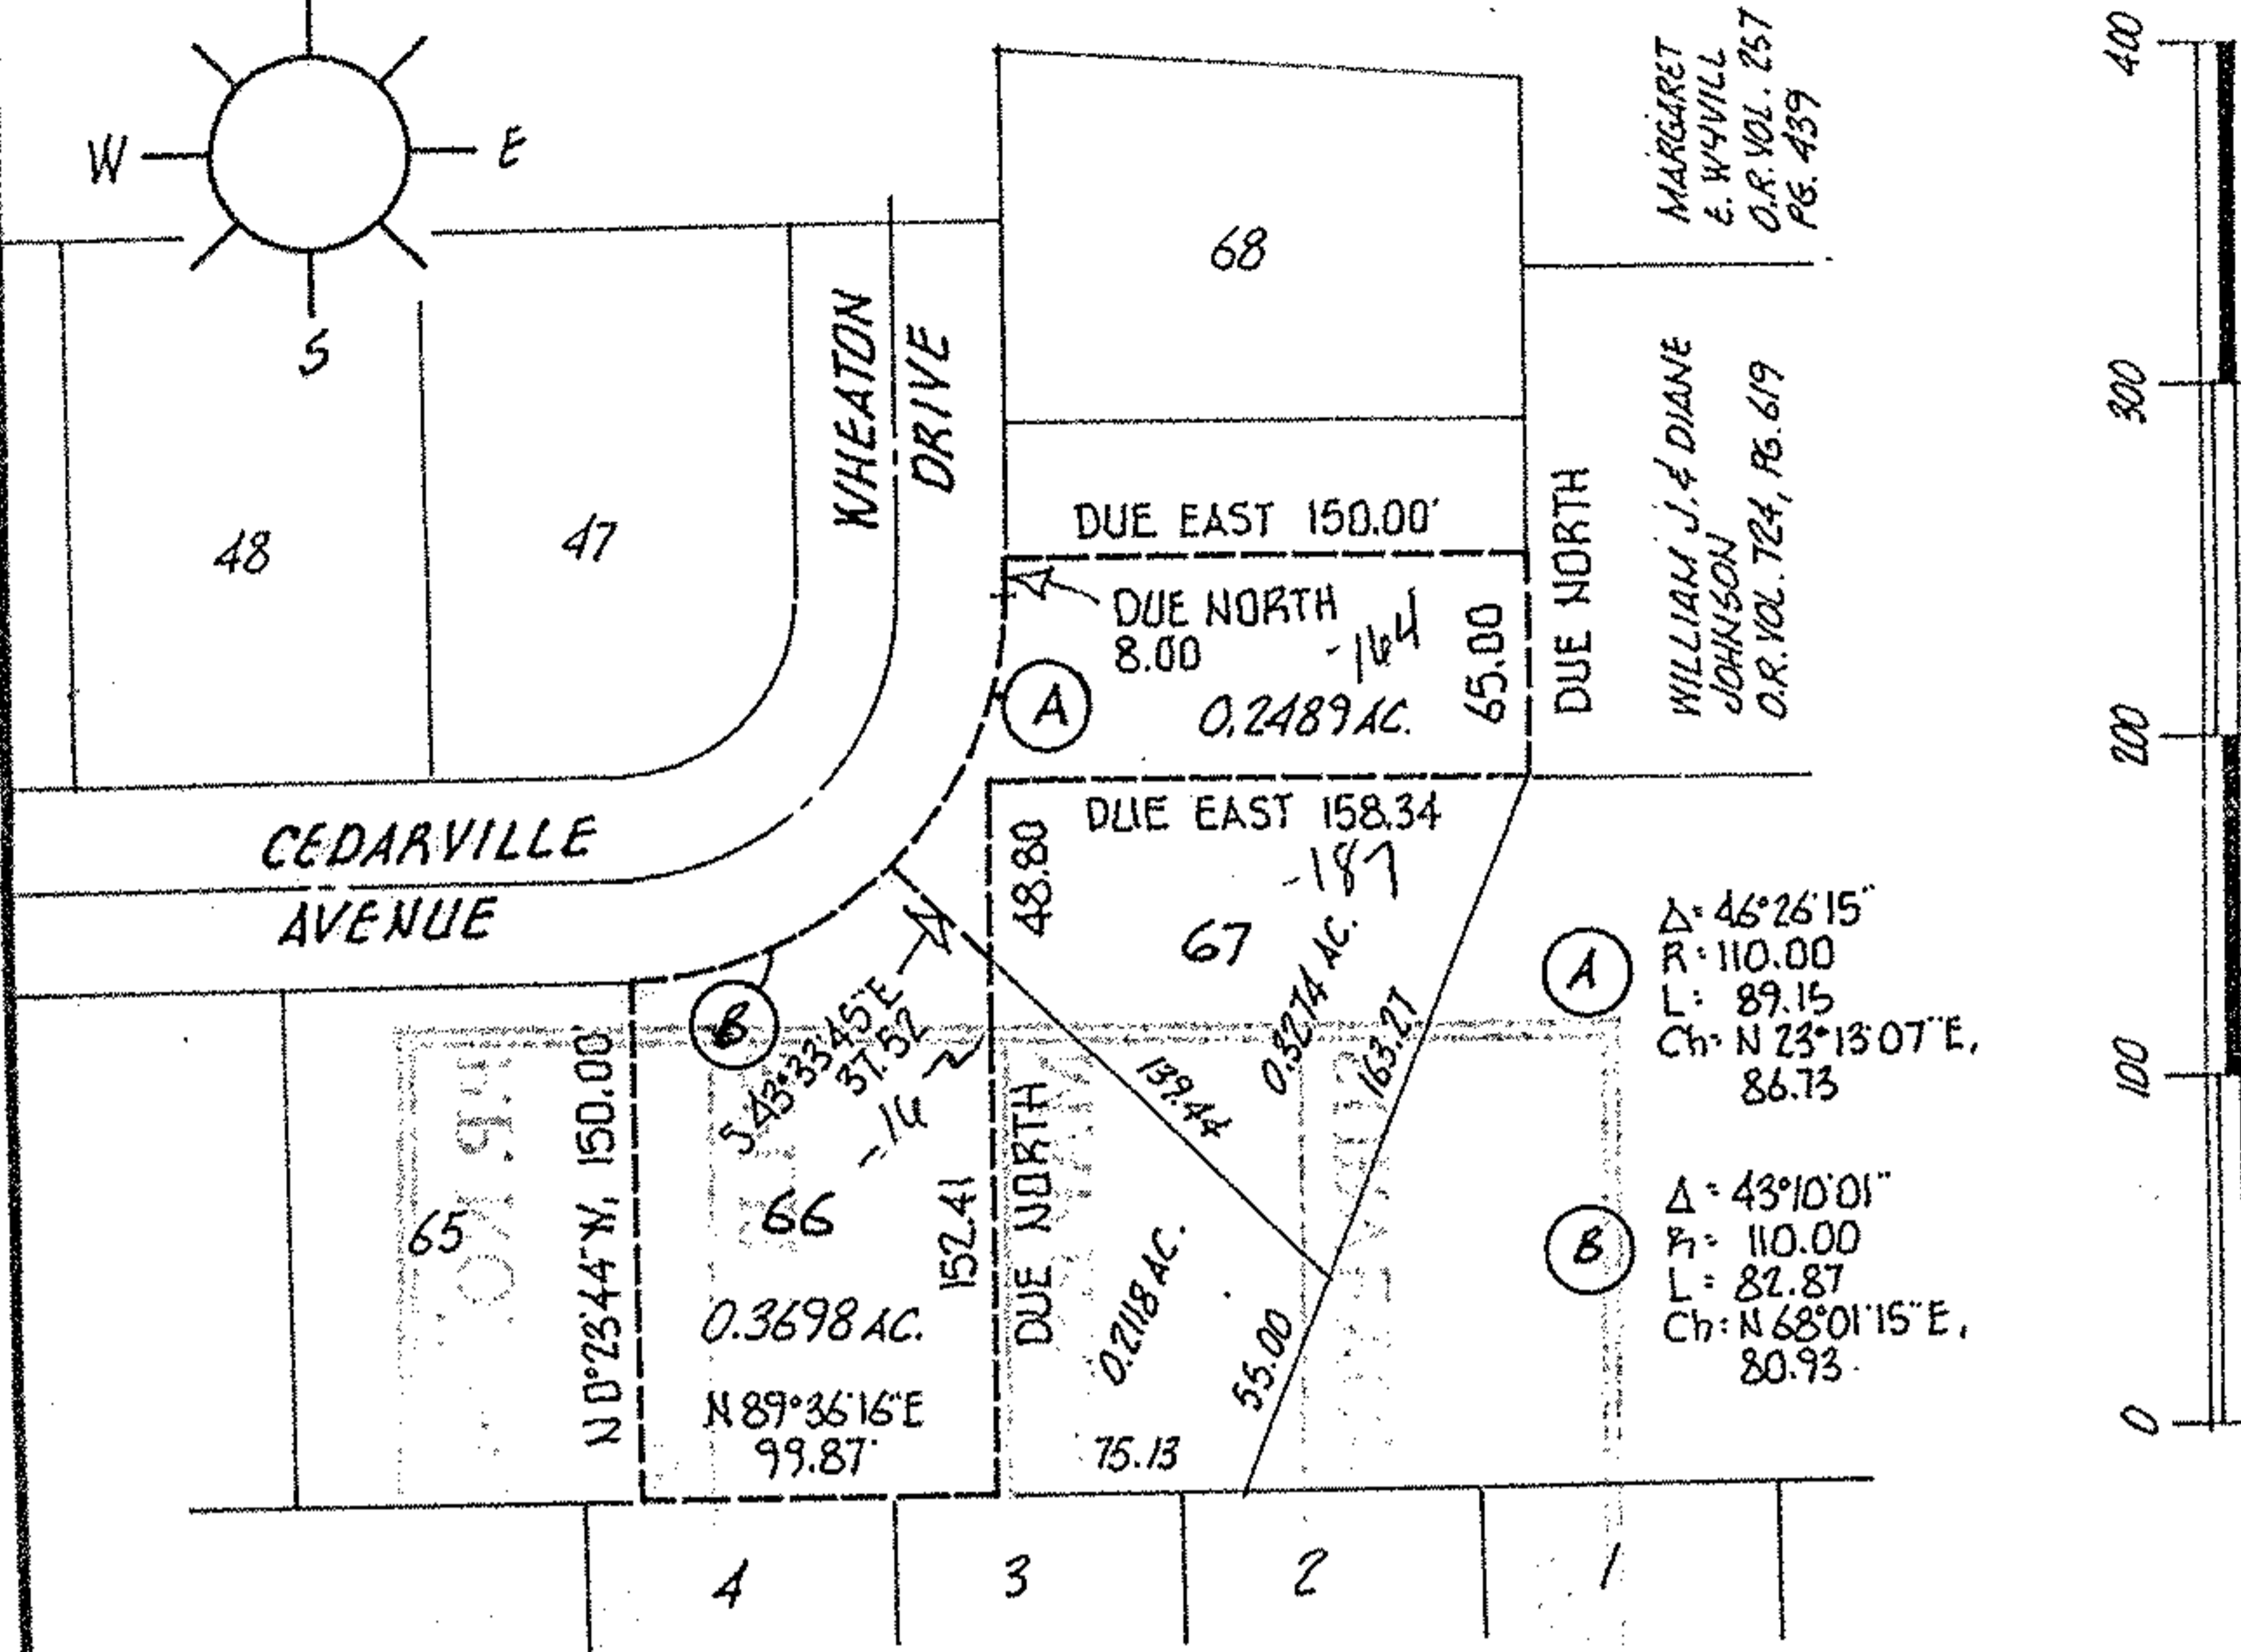 W
E
S
MARGARET
E. WYVILL
O.R. VOL. 257
PG. 439
400
68
WHEATON
DRIVE
48
47
WILLIAM J. & DIANE
JOHNSON
O.R. VOL. T24, PG. 619
300
DUE EAST 150.00'
DUE NORTH
8.00
-164
65.00
DUE NORTH
A
0.2489 AC.
200
CEDARVILLE
AVENUE
DUE EAST 158.34
48.80
-187
67
0.3274 AC.
163.27
B
S 43°33'45"E
37.52
-16
139.44
A
Δ= 46°26'15"
R= 110.00
L= 89.15
Ch= N 23°13'07"E,
86.73
100
65
N 0°23'44"W, 150.00'
66
152.41
DUE NORTH
0.3698 AC.
0.2118 AC.
55.00
B
Δ= 43°10'01"
R= 110.00
L= 82.87
Ch: N 68°01'15"E,
80.93
0
N 89°36'16"E
99.87'
75.13
4
3
2
1